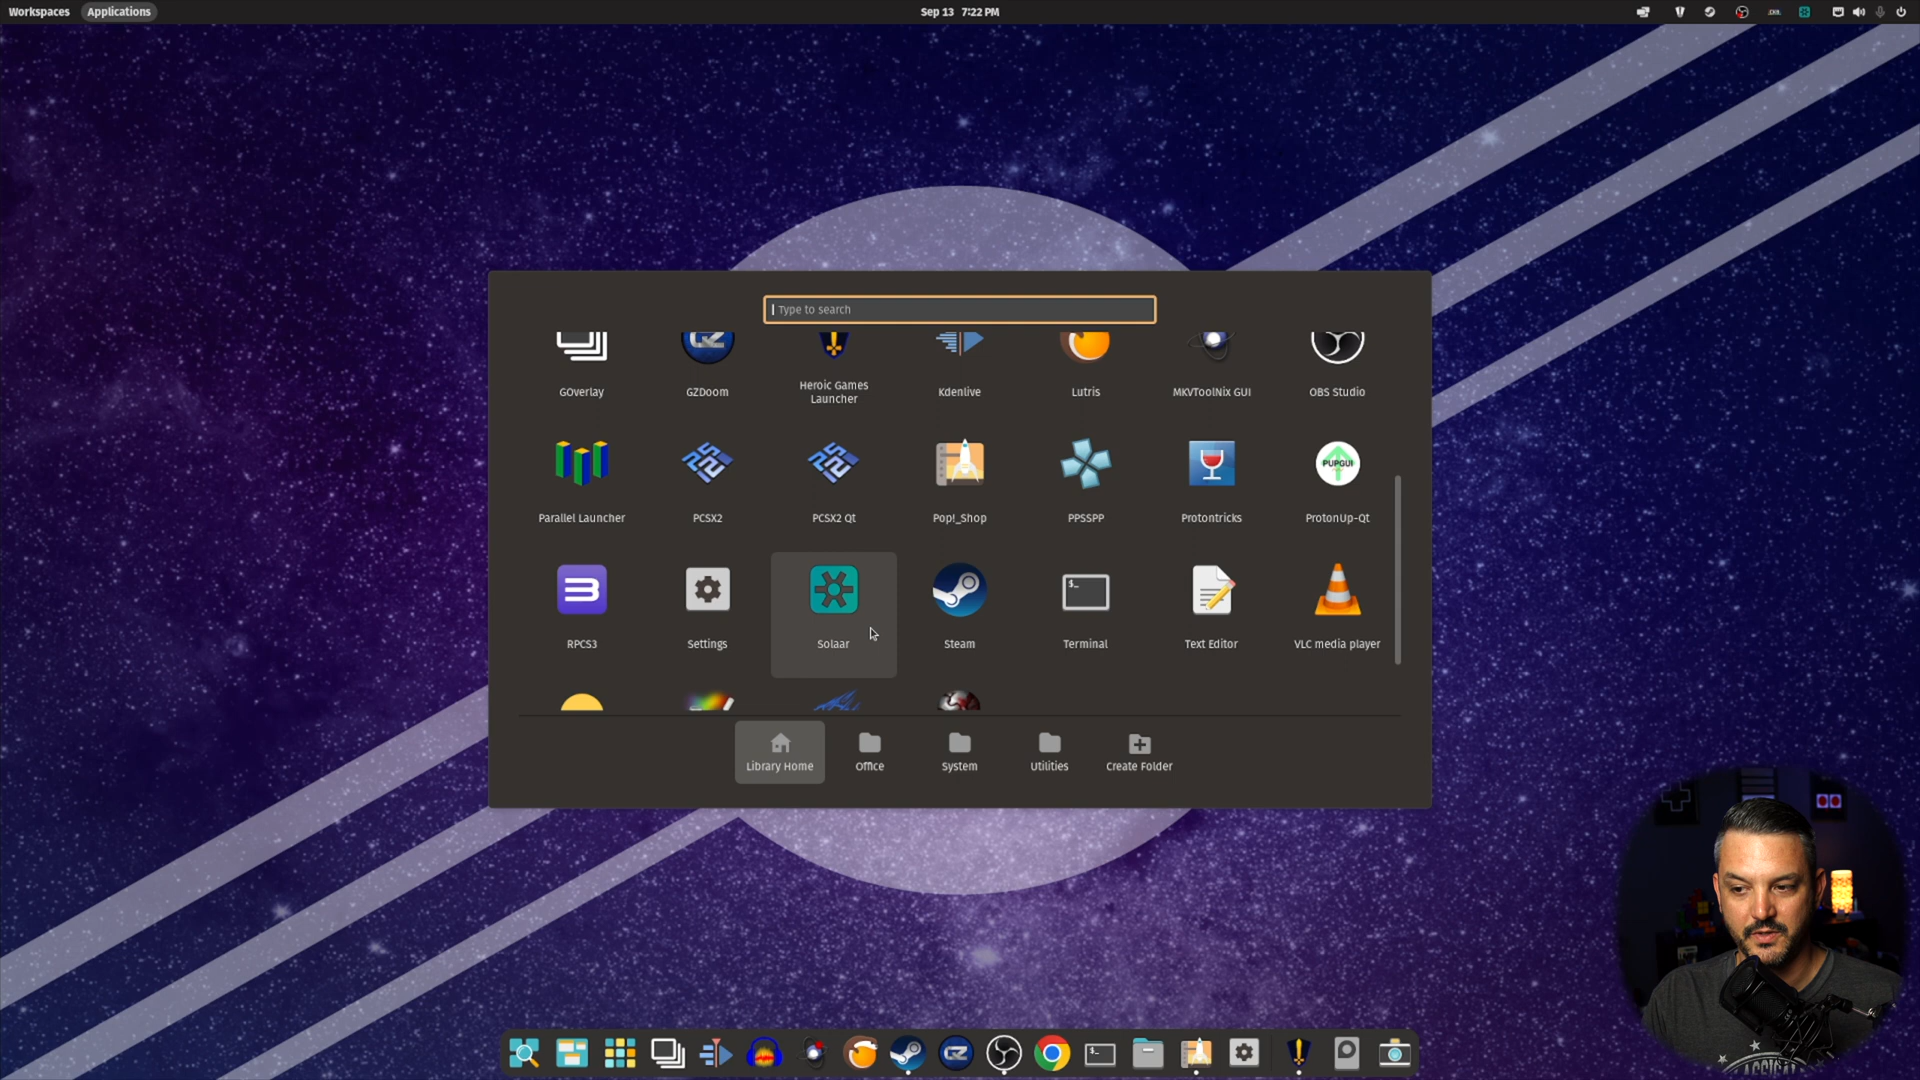 Workspaces Applications Sep 13 7:22 PM
Type to search
GOverlay GZDoom Heroic Games Launcher Kdenlive Lutris MKVToolNix GUI OBS Studio
Parallel Launcher PCSX2 PCSX2 Qt Pop!_Shop PPSSPP Protontricks ProtonUp-Qt
PUPGUI
RPCS3 Settings Solaar Steam Terminal Text Editor VLC media player
Library Home Office System Utilities Create Folder